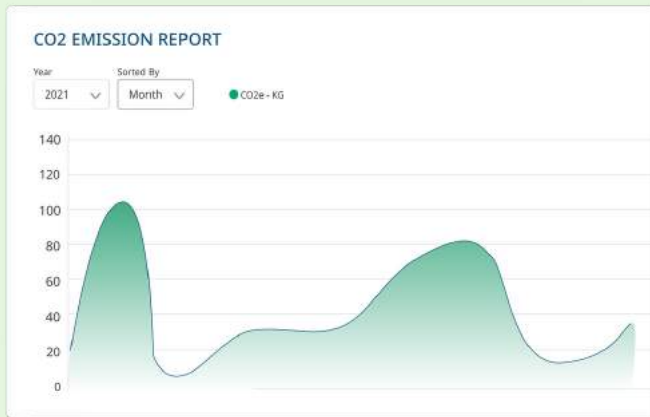 CO2 EMISSION REPORT
Year
Sorted By
2021
Month
CO2e - KG
140
120
100
80
60
40
20
0